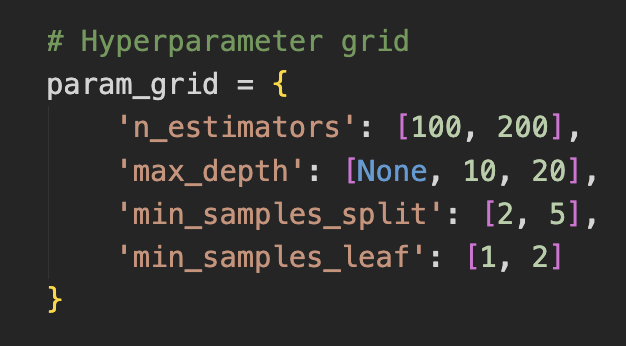 # Hyperparameter grid
param_grid = {
    'n_estimators': [100, 200],
    'max_depth': [None, 10, 20],
    'min_samples_split': [2, 5],
    'min_samples_leaf': [1, 2]
}